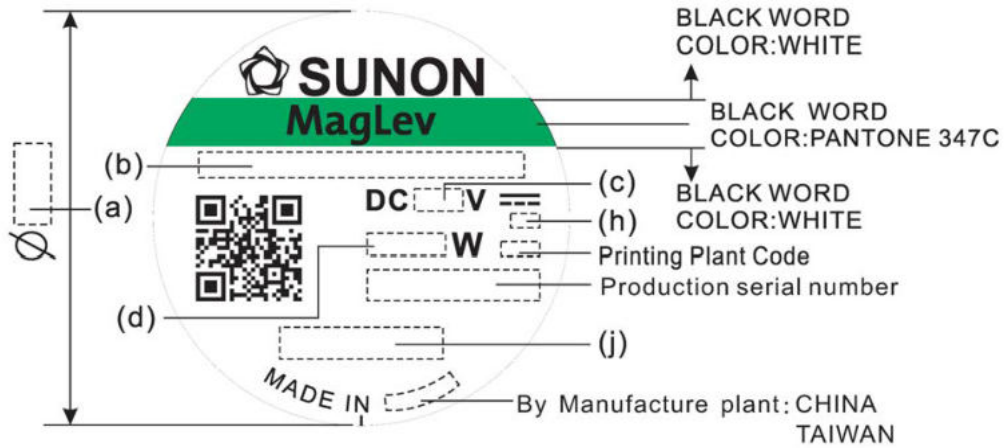 BLACK WORD
COLOR:WHITE
SUNON
MagLev
BLACK WORD
COLOR:PANTONE 347C
(b)
(c)
DC V
BLACK WORD
COLOR:WHITE
(a)
(h)
W
Printing Plant Code
Production serial number
(d)
(j)
MADE IN
By Manufacture plant: CHINA
TAIWAN